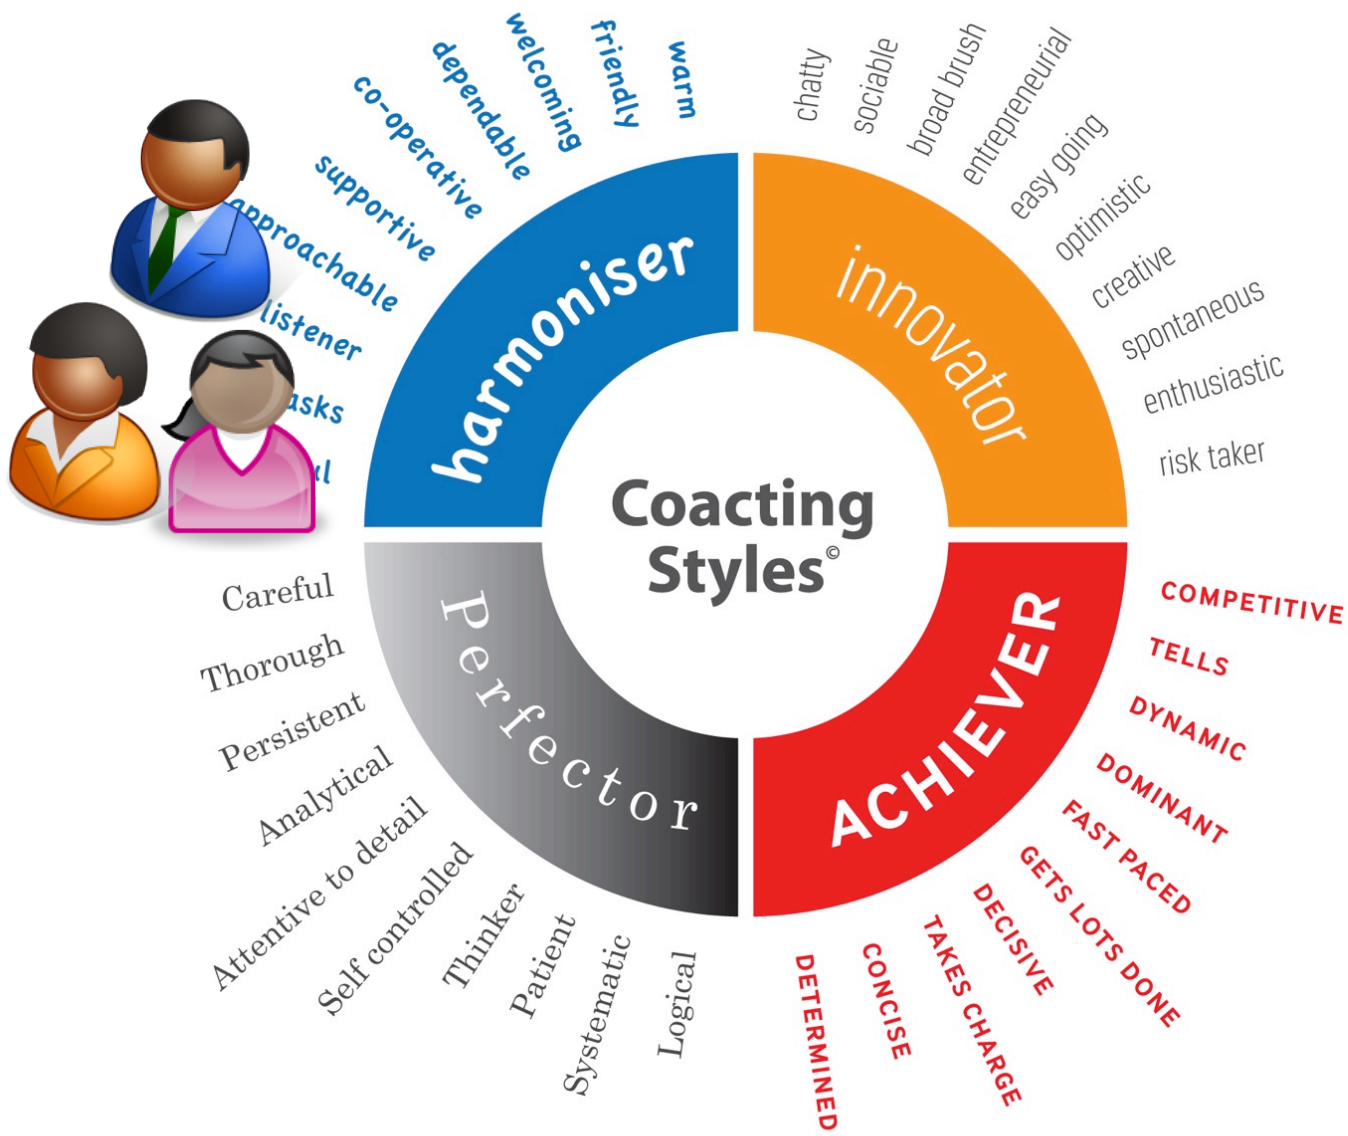 warm
friendly
welcoming
dependable
co-operative
supportive
approachable
listener
asks
harmoniser
chatty
sociable
broad brush
entrepreneurial
easy going
optimistic
creative
spontaneous
enthusiastic
risk taker
innovator
Coacting
Styles©
COMPETITIVE
TELLS
DYNAMIC
DOMINANT
FAST PACED
GETS LOTS DONE
DECISIVE
TAKES CHARGE
CONCISE
DETERMINED
ACHIEVER
Careful
Thorough
Persistent
Analytical
Attentive to detail
Self controlled
Thinker
Patient
Systematic
Logical
Perfector